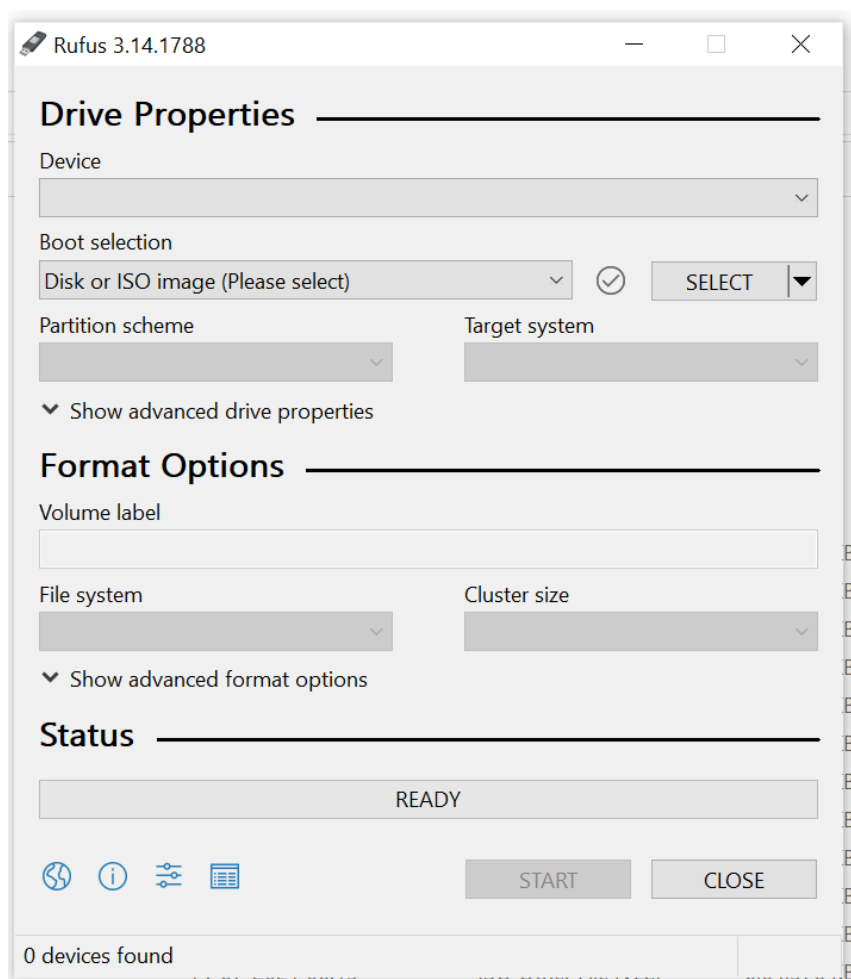 Rufus 3.14.1788
Drive Properties
Device
Boot selection
Disk or ISO image (Please select)
SELECT
Partition scheme
Target system
Show advanced drive properties
Format Options
Volume label
File system
Cluster size
Show advanced format options
Status
READY
START
CLOSE
0 devices found